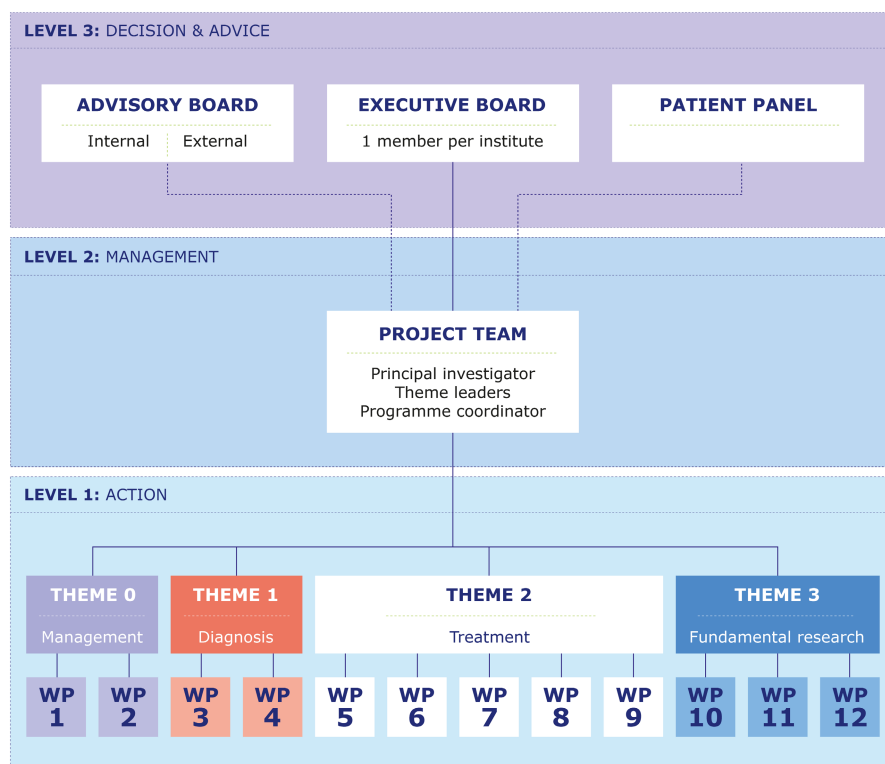 LEVEL 3: DECISION & ADVICE
ADVISORY BOARD
Internal
External
EXECUTIVE BOARD
1 member per institute
PATIENT PANEL
LEVEL 2: MANAGEMENT
PROJECT TEAM
Principal investigator
Theme leaders
Programme coordinator
LEVEL 1: ACTION
THEME 0
Management
THEME 1
Diagnosis
THEME 2
Treatment
THEME 3
Fundamental research
WP
1
WP
2
WP
3
WP
4
WP
5
WP
6
WP
7
WP
8
WP
9
WP
10
WP
11
WP
12